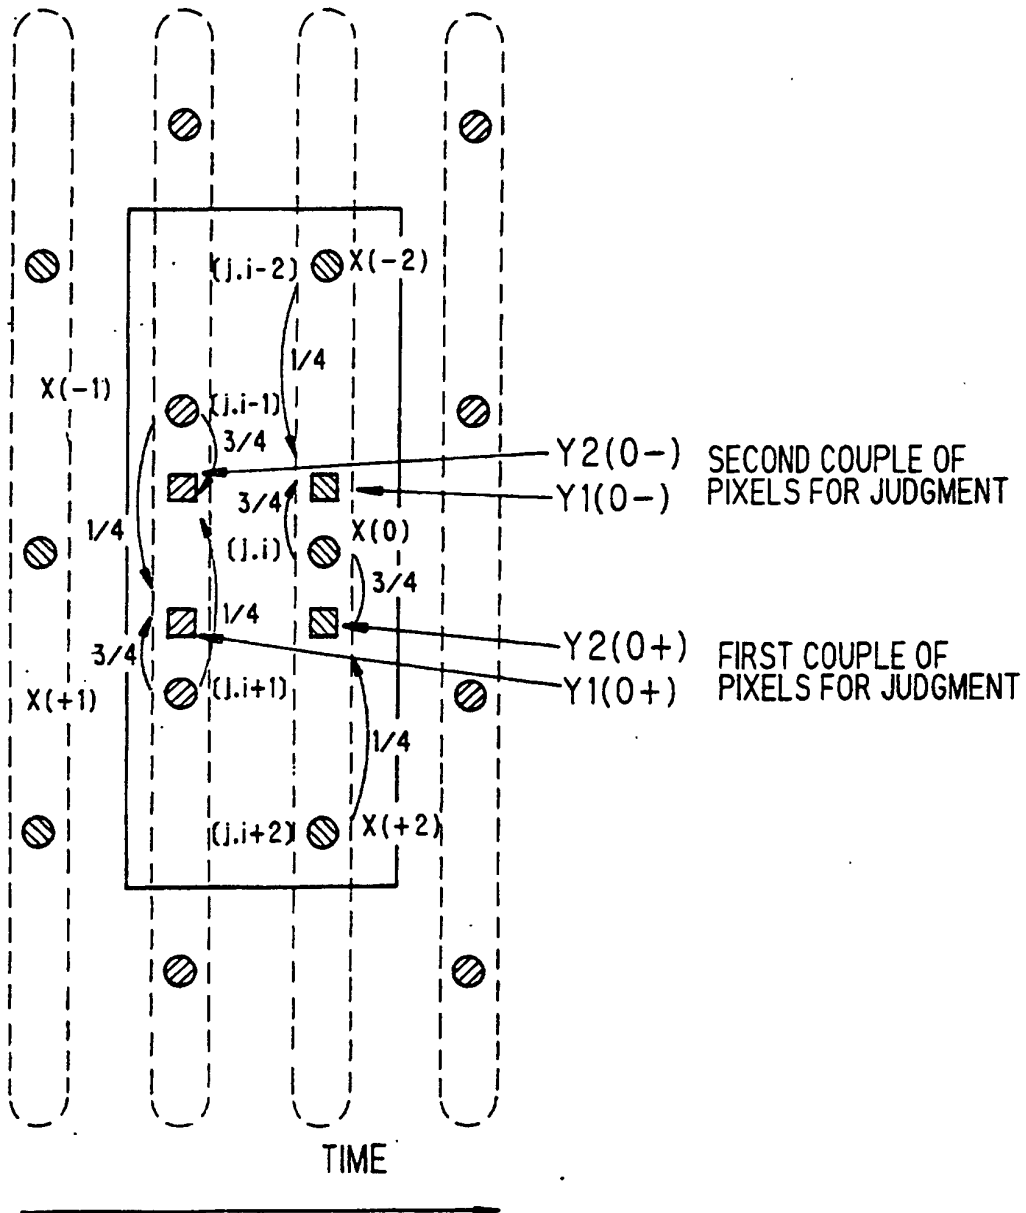 (j.i-2) X(-2)
1/4
X(-1)
(j.i-1)
3/4
Y2(0-)
Y1(0-)
SECOND COUPLE OF
PIXELS FOR JUDGMENT
3/4
1/4
X(0)
(j.i)
3/4
1/4
3/4
Y2(0+)
Y1(0+)
FIRST COUPLE OF
PIXELS FOR JUDGMENT
X(+1)
(j.i+1)
1/4
(j.i+2) X(+2)
TIME